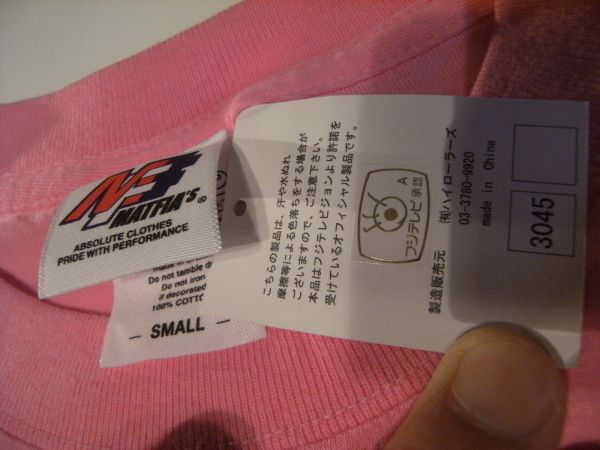 MATFIA'S®
ABSOLUTE CLOTHES
PRIDE WITH PERFORMANCE
Do not tamble
Do not iron
if decorated
100%
- SMALL -
こちらの製品は、汗や水ぬれ
摩擦等による色落ちをする場合が
ございますので、ご注意下さい。
本品はフジテレビジョンより許諾を
受けているオフィシャル製品です。
A
フジテレビ承認
製造販売元
㈲ハイローラーズ
03-3780-9920
made in China
3045